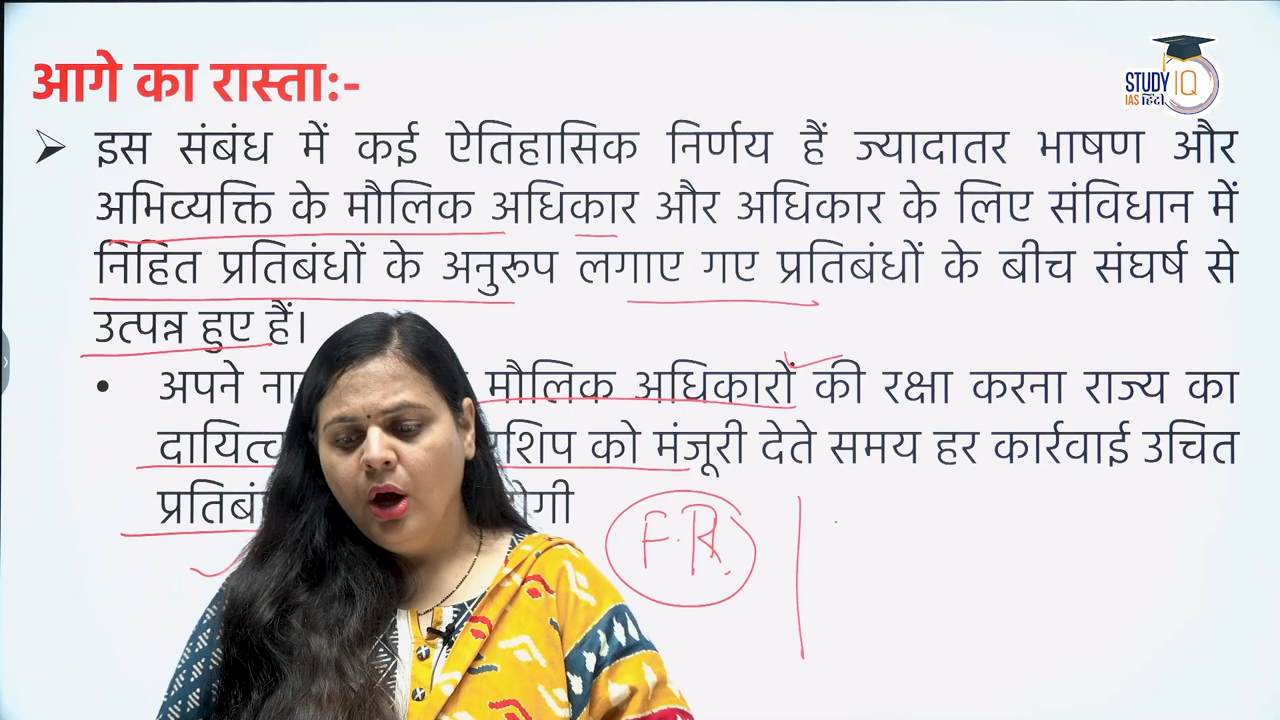 आगे का रास्ता:-
STUDY IQ
IAS हिंदी
इस संबंध में कई ऐतिहासिक निर्णय हैं ज्यादातर भाषण और
अभिव्यक्ति के मौलिक अधिकार और अधिकार के लिए संविधान में
निहित प्रतिबंधों के अनुरूप लगाए गए प्रतिबंधों के बीच संघर्ष से
उत्पन्न हुए हैं।
अपने मौलिक अधिकारों की रक्षा करना राज्य का
को मंजूरी देते समय हर कार्रवाई उचित
F.R.